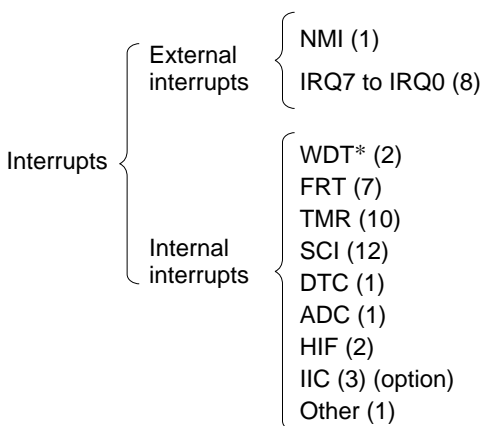 Interrupts
External
interrupts
NMI (1)
IRQ7 to IRQ0 (8)
Internal
interrupts
WDT* (2)
FRT (7)
TMR (10)
SCI (12)
DTC (1)
ADC (1)
HIF (2)
IIC (3) (option)
Other (1)